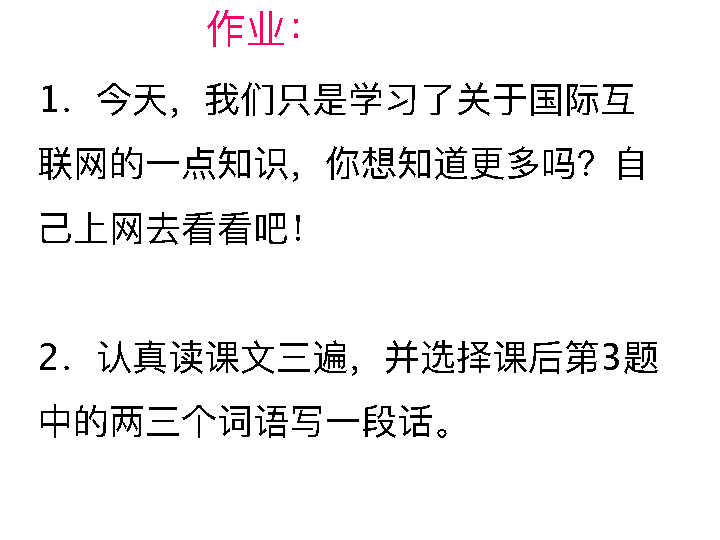 作业：
1．今天，我们只是学习了关于国际互
联网的一点知识，你想知道更多吗？自
己上网去看看吧！
2．认真读课文三遍，并选择课后第3题
中的两三个词语写一段话。